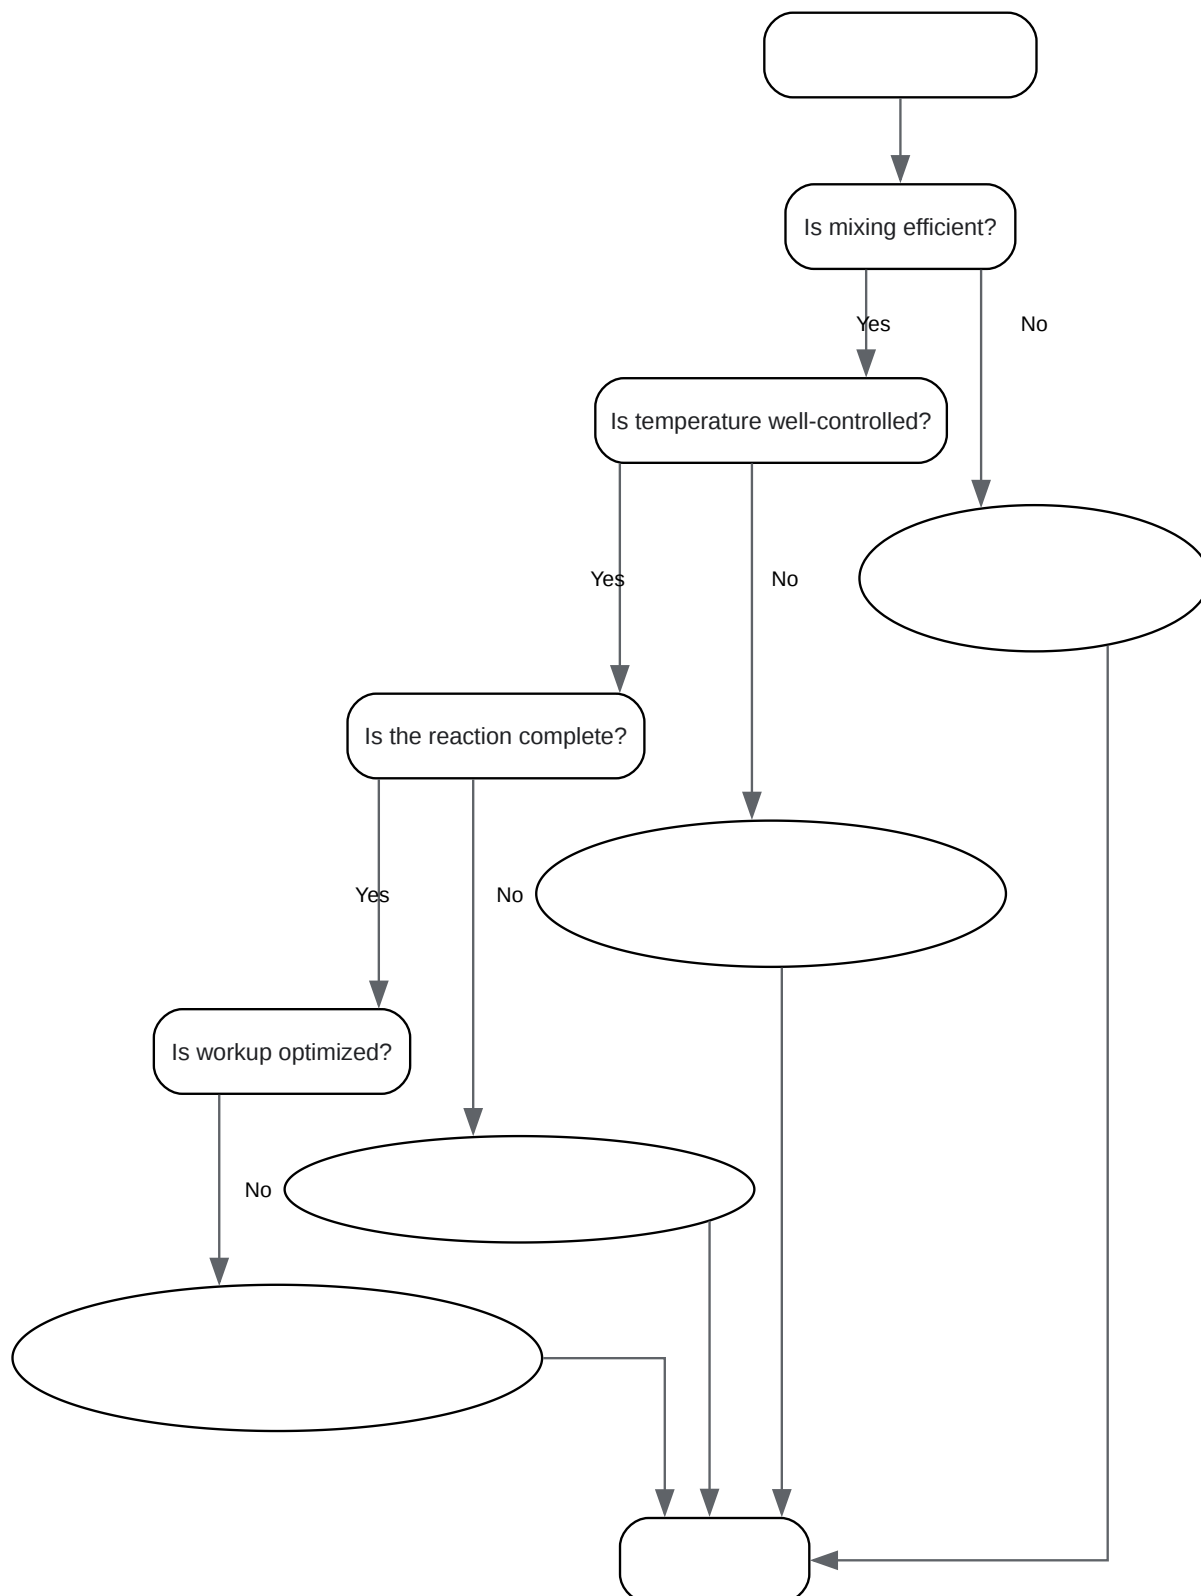 Is mixing efficient?
Yes
No
Is temperature well-controlled?
Yes
No
Is the reaction complete?
Yes
No
Is workup optimized?
No